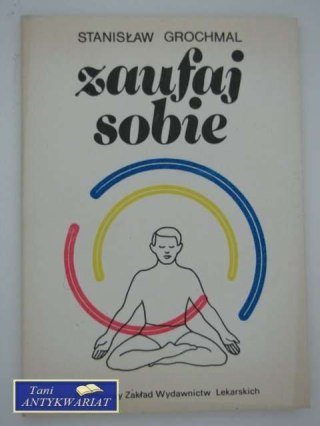 STANISŁAW GROCHMAL
zaufaj
sobie
y Zakład Wydawnictw Lekarskich
Tani
ANTYKWARIAT